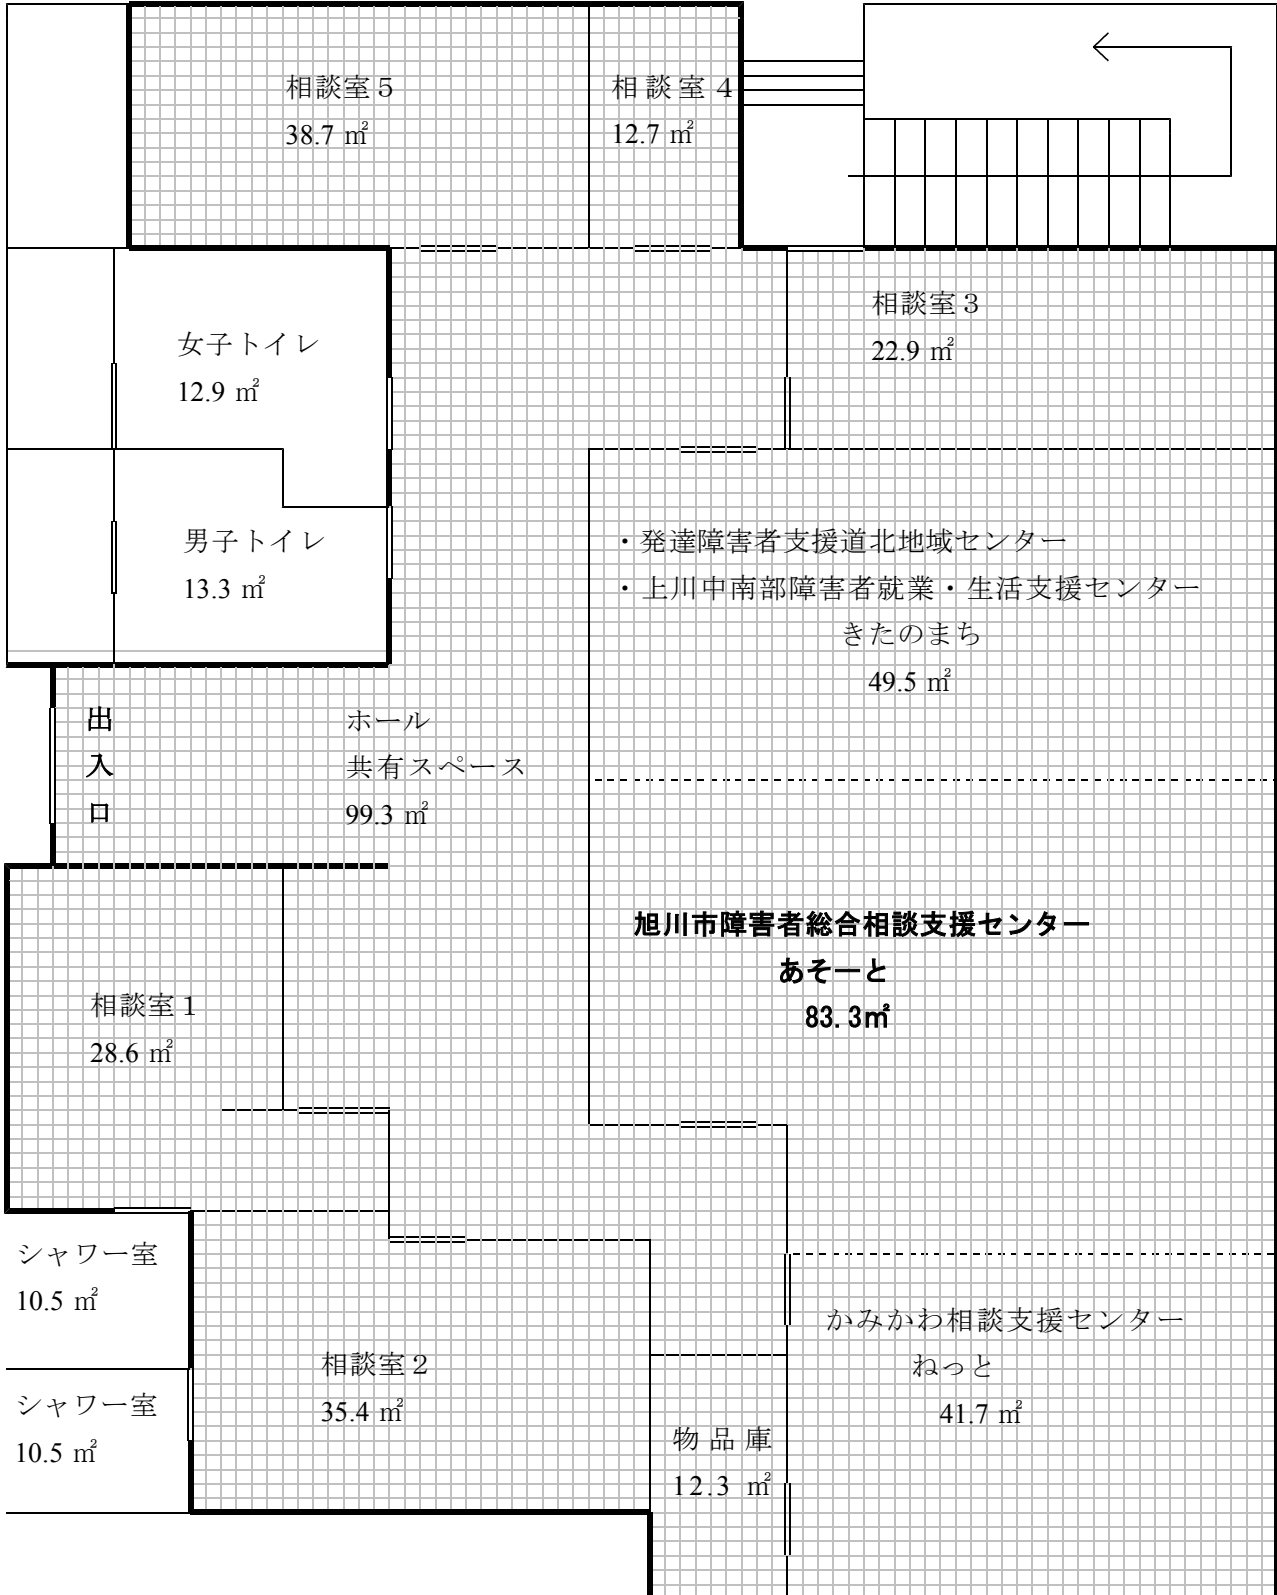 相談室５
38.7 ㎡
相談室４
12.7 ㎡
相談室３
22.9 ㎡
女子トイレ
12.9 ㎡
男子トイレ
13.3 ㎡
・発達障害者支援道北地域センター
・上川中南部障害者就業・生活支援センター
きたのまち
49.5 ㎡
出入口
ホール
共有スペース
99.3 ㎡
旭川市障害者総合相談支援センター
あそーと
83.3㎡
相談室１
28.6 ㎡
シャワー室
10.5 ㎡
かみかわ相談支援センター
ねっと
41.7 ㎡
相談室２
35.4 ㎡
シャワー室
10.5 ㎡
物品庫
12.3 ㎡